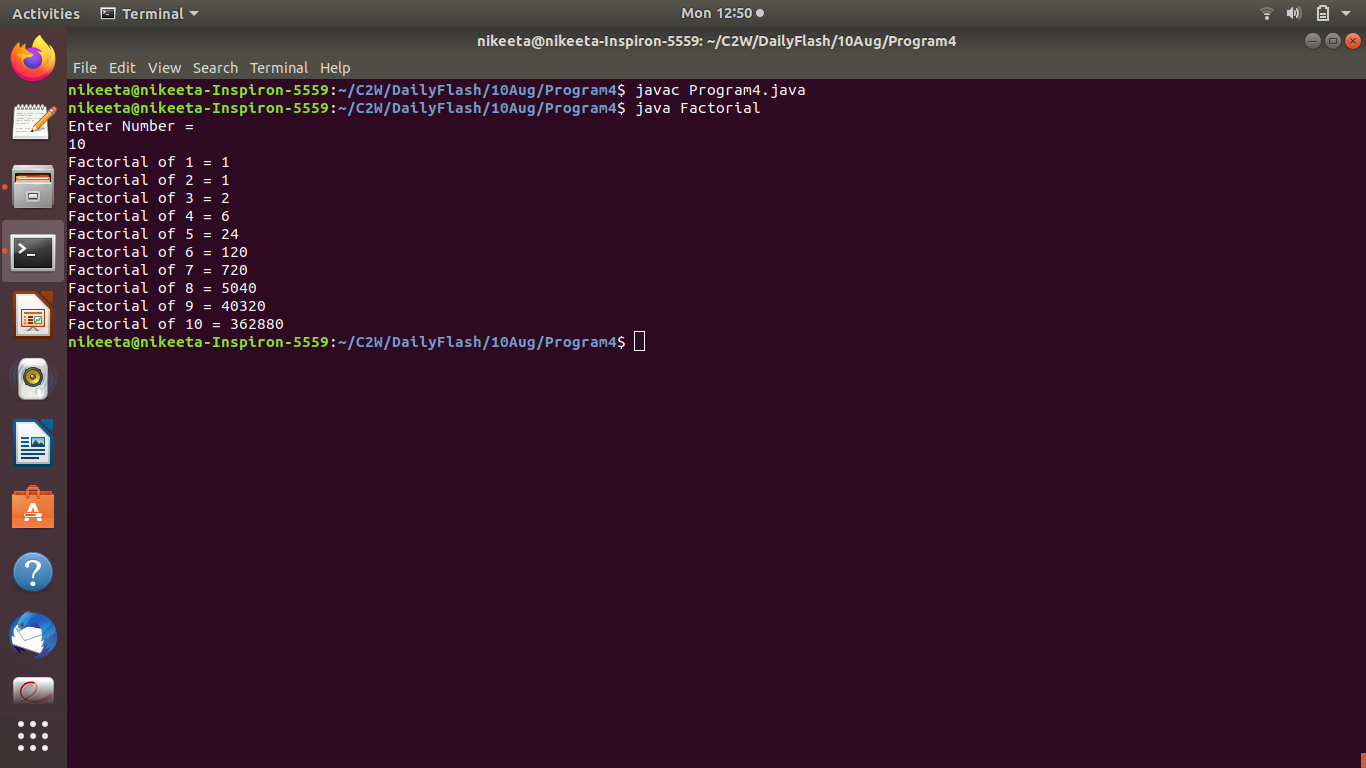 Activities Terminal Mon 12:50
nikeeta@nikeeta-Inspiron-5559: ~/C2W/DailyFlash/10Aug/Program4
File Edit View Search Terminal Help
nikeeta@nikeeta-Inspiron-5559:~/C2W/DailyFlash/10Aug/Program4$ javac Program4.java
nikeeta@nikeeta-Inspiron-5559:~/C2W/DailyFlash/10Aug/Program4$ java Factorial
Enter Number =
10
Factorial of 1 = 1
Factorial of 2 = 1
Factorial of 3 = 2
Factorial of 4 = 6
Factorial of 5 = 24
Factorial of 6 = 120
Factorial of 7 = 720
Factorial of 8 = 5040
Factorial of 9 = 40320
Factorial of 10 = 362880
nikeeta@nikeeta-Inspiron-5559:~/C2W/DailyFlash/10Aug/Program4$